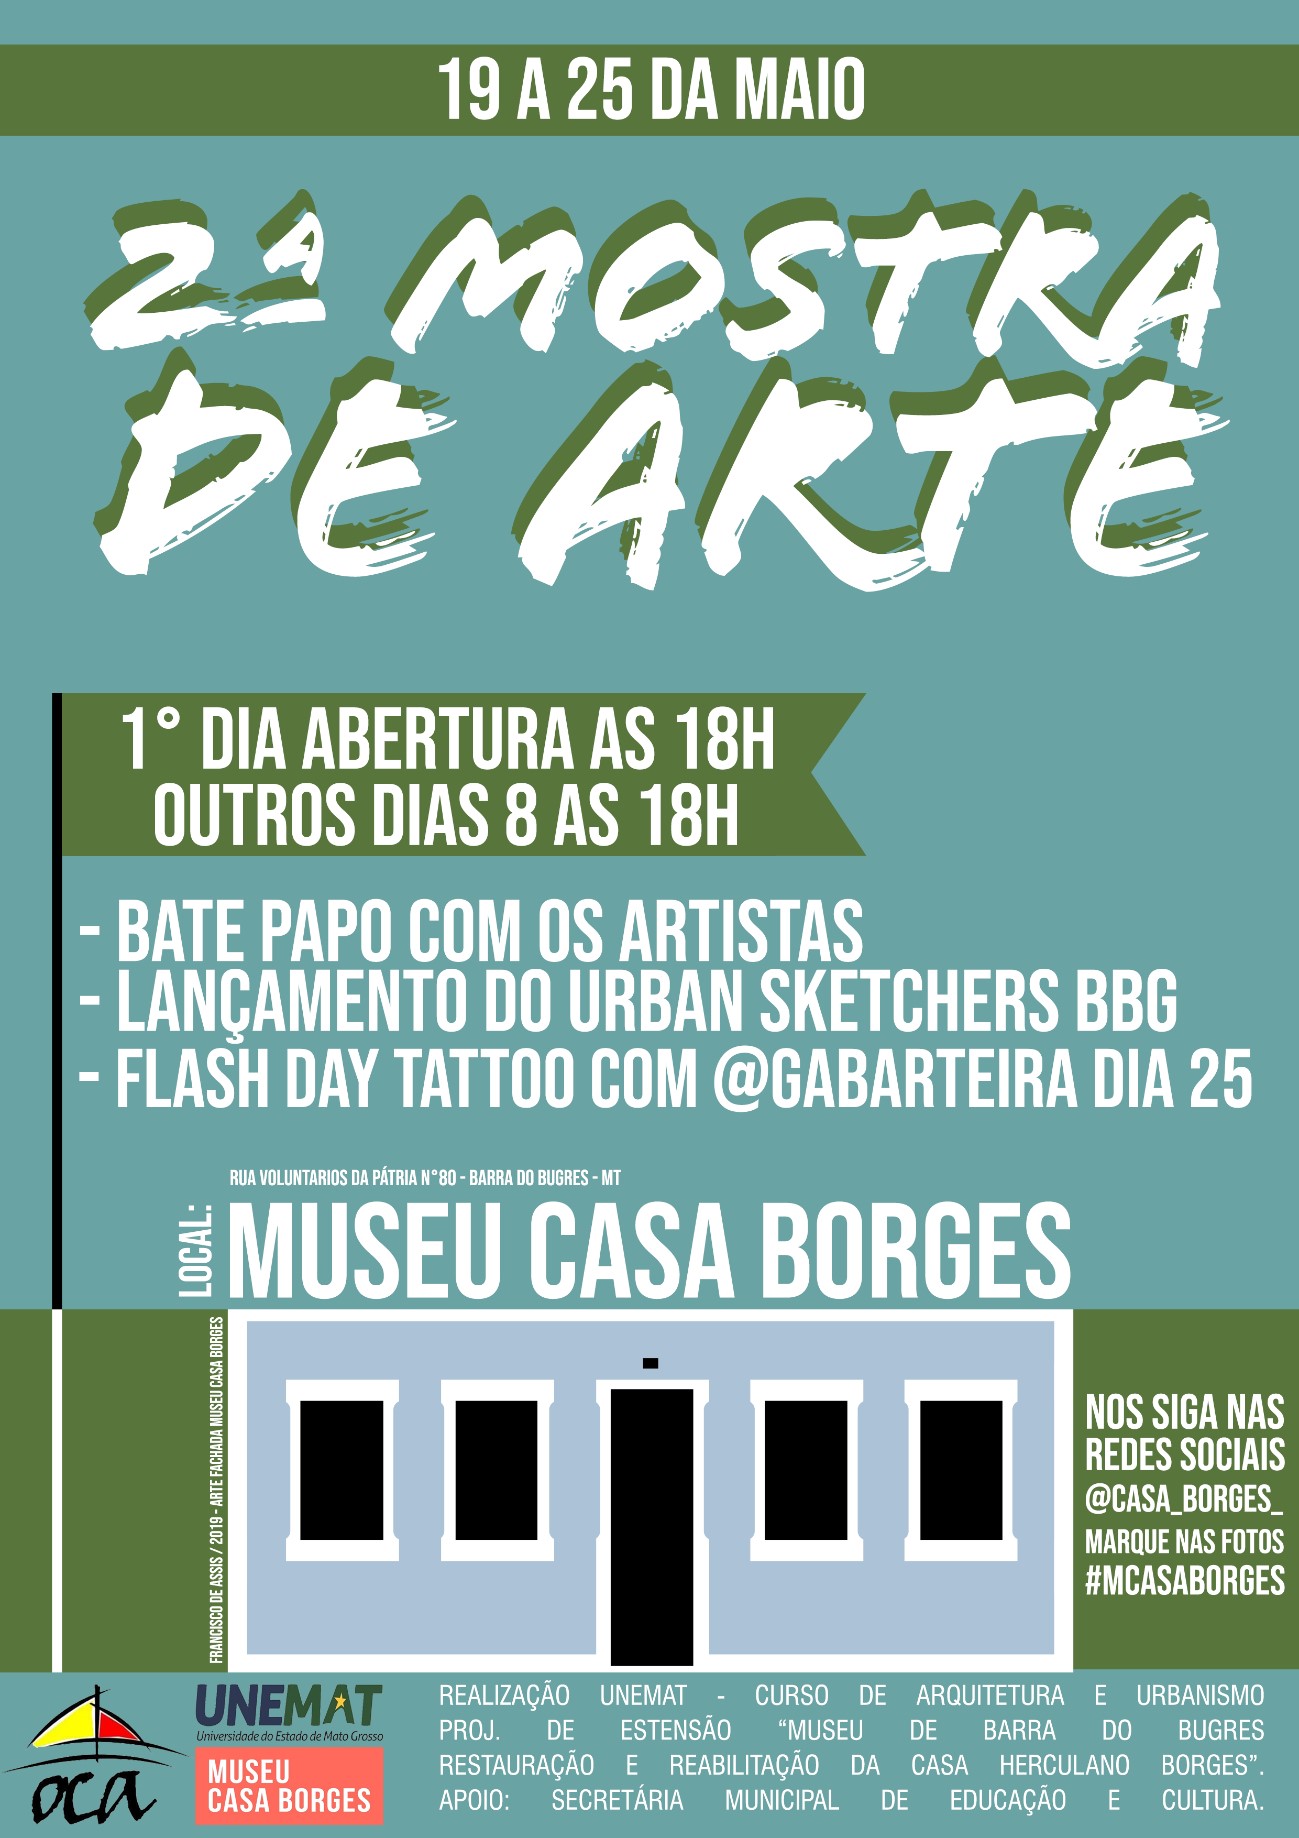 19 A 25 DA MAIO
2ª MOSTRA
DE ARTE
1° DIA ABERTURA AS 18H
OUTROS DIAS 8 AS 18H
- BATE PAPO COM OS ARTISTAS
- LANÇAMENTO DO URBAN SKETCHERS BBG
- FLASH DAY TATTOO COM @GABARTEIRA DIA 25
RUA VOLUNTARIOS DA PÁTRIA N°80 - BARRA DO BUGRES - MT
LOCAL:
MUSEU CASA BORGES
FRANCISCO DE ASSIS / 2019 - ARTE FACHADA MUSEU CASA BORGES
NOS SIGA NAS
REDES SOCIAIS
@CASA_BORGES_
MARQUE NAS FOTOS
#MCASABORGES
oca
UNEMAT
Universidade do Estado de Mato Grosso
MUSEU
CASA BORGES
REALIZAÇÃO UNEMAT - CURSO DE ARQUITETURA E URBANISMO
PROJ. DE ESTENSÃO “MUSEU DE BARRA DO BUGRES
RESTAURAÇÃO E REABILITAÇÃO DA CASA HERCULANO BORGES”.
APOIO: SECRETÁRIA MUNICIPAL DE EDUCAÇÃO E CULTURA.